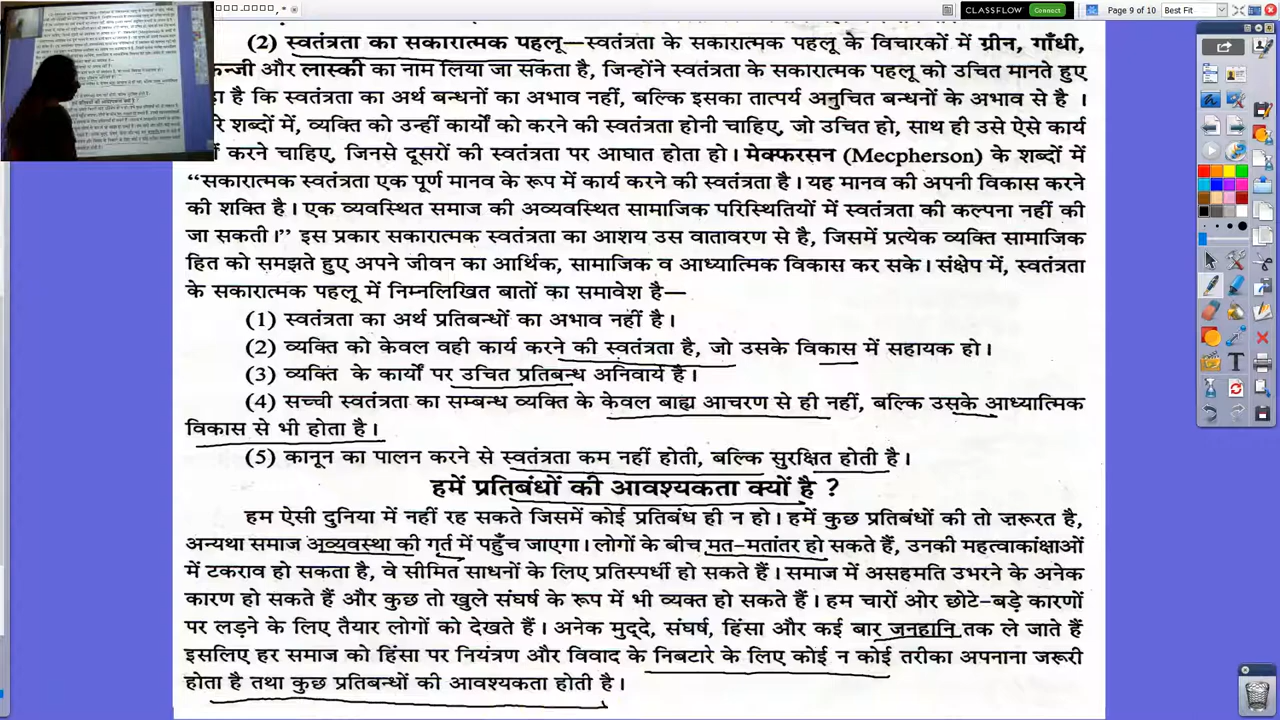 CLASSFLOW Connect Page 9 of 10 Best Fit
(2) स्वतंत्रता का सकारात्मक पहलू—स्वतंत्रता के सकारात्मक पहलू के विचारकों में ग्रीन, गाँधी,
और लास्की का नाम लिया जा सकता है, जिन्होंने स्वतंत्रता के सकारात्मक पहलू को उचित मानते हुए
है कि स्वतंत्रता का अर्थ बन्धनों का अभाव नहीं, बल्कि इसका तात्पर्य अनुचित बन्धनों के अभाव से है ।
शब्दों में, व्यक्ति को उन्हीं कार्यों को करने की स्वतंत्रता होनी चाहिए, जो उचित हो, साथ ही उसे ऐसे कार्य
करने चाहिए, जिनसे दूसरों की स्वतंत्रता पर आघात होता हो। मेक्फरसन (Mecpherson) के शब्दों में
“सकारात्मक स्वतंत्रता एक पूर्ण मानव के रूप में कार्य करने की स्वतंत्रता है। यह मानव की अपनी विकास करने
की शक्ति है। एक व्यवस्थित समाज की अव्यवस्थित सामाजिक परिस्थितियों में स्वतंत्रता की कल्पना नहीं की
जा सकती।” इस प्रकार सकारात्मक स्वतंत्रता का आशय उस वातावरण से है, जिसमें प्रत्येक व्यक्ति सामाजिक
हित को समझते हुए अपने जीवन का आर्थिक, सामाजिक व आध्यात्मिक विकास कर सके। संक्षेप में, स्वतंत्रता
के सकारात्मक पहलू में निम्नलिखित बातों का समावेश है—
(1) स्वतंत्रता का अर्थ प्रतिबन्धों का अभाव नहीं है।
(2) व्यक्ति को केवल वही कार्य करने की स्वतंत्रता है, जो उसके विकास में सहायक हो।
(3) व्यक्ति के कार्यों पर उचित प्रतिबन्ध अनिवार्य है।
(4) सच्ची स्वतंत्रता का सम्बन्ध व्यक्ति के केवल बाह्य आचरण से ही नहीं, बल्कि उसके आध्यात्मिक
विकास से भी होता है।
(5) कानून का पालन करने से स्वतंत्रता कम नहीं होती, बल्कि सुरक्षित होती है।
हमें प्रतिबंधों की आवश्यकता क्यों है ?
हम ऐसी दुनिया में नहीं रह सकते जिसमें कोई प्रतिबंध ही न हो। हमें कुछ प्रतिबंधों की तो ज़रूरत है,
अन्यथा समाज अव्यवस्था की गर्त में पहुँच जाएगा। लोगों के बीच मत-मतांतर हो सकते हैं, उनकी महत्वाकांक्षाओं
में टकराव हो सकता है, वे सीमित साधनों के लिए प्रतिस्पर्धी हो सकते हैं। समाज में असहमति उभरने के अनेक
कारण हो सकते हैं और कुछ तो खुले संघर्ष के रूप में भी व्यक्त हो सकते हैं। हम चारों ओर छोटे-बड़े कारणों
पर लड़ने के लिए तैयार लोगों को देखते हैं। अनेक मुद्दे, संघर्ष, हिंसा और कई बार जनहानि तक ले जाते हैं
इसलिए हर समाज को हिंसा पर नियंत्रण और विवाद के निबटारे के लिए कोई न कोई तरीका अपनाना जरूरी
होता है तथा कुछ प्रतिबन्धों की आवश्यकता होती है।